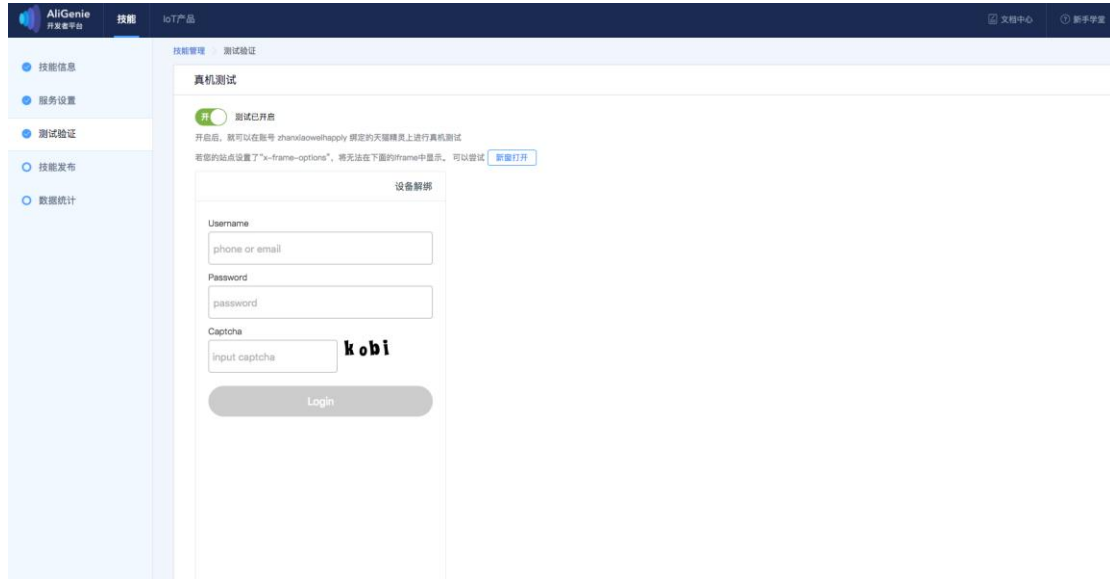 AliGenie
开发者平台
技能
IoT产品
文档中心
新手学堂
技能信息
服务设置
测试验证
技能发布
数据统计
技能管理 > 测试验证
真机测试
开 测试已开启
开启后，就可以在账号 zhanxiaoweihapply 绑定的天猫精灵上进行真机测试
若您的站点设置了"x-frame-options"，将无法在下面的iframe中显示。 可以尝试 新窗打开
设备解绑
Username
phone or email
Password
password
Captcha
input captcha
kobi
Login